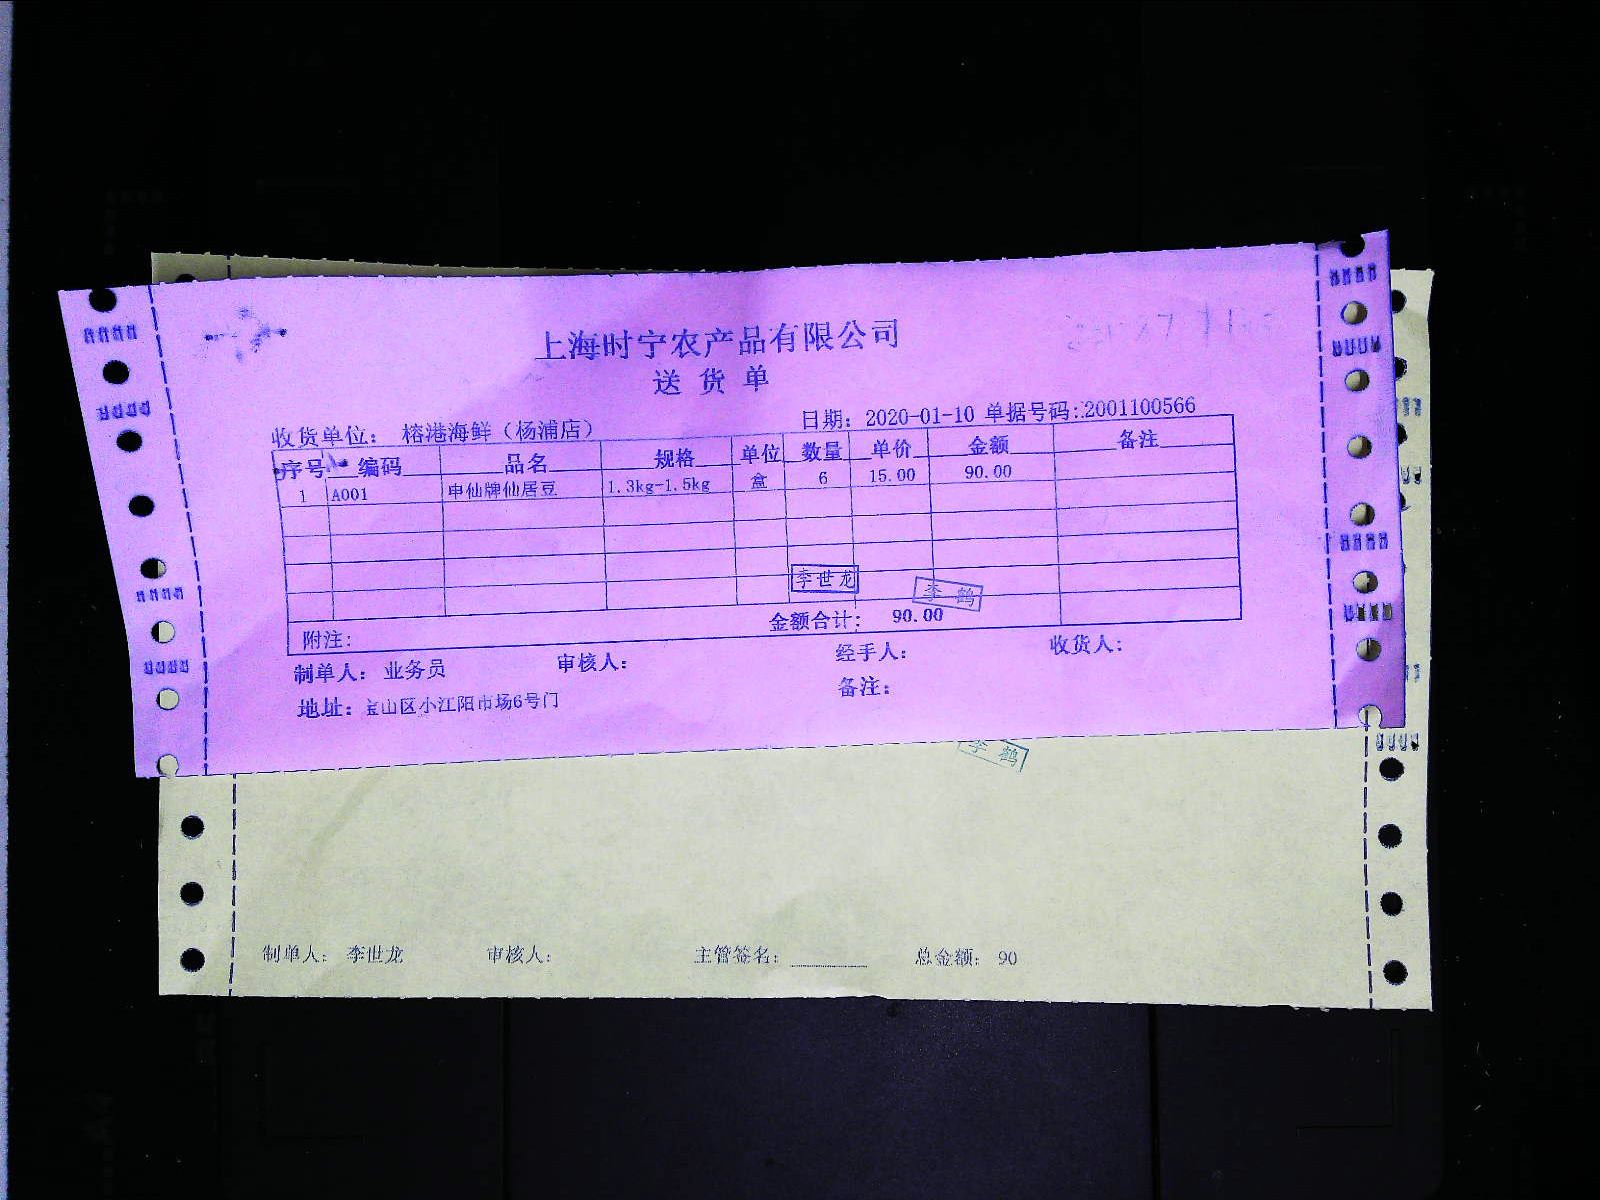 上海时宁农产品有限公司
送货单
收货单位： 榕港海鲜（杨浦店） 日期： 2020-01-10 单据号码：2001100566
序号 编码 品名 规格 单位 数量 单价 金额 备注
1 A001 申仙牌仙居豆 1.3kg-1.5kg 盒 6 15.00 90.00
李世龙 李鹤
附注： 金额合计： 90.00
制单人： 业务员 审核人： 经手人： 收货人：
地址： 宝山区小江阳市场6号门 备注：
李鹤
制单人： 李世龙 审核人： 主管签名： 总金额： 90